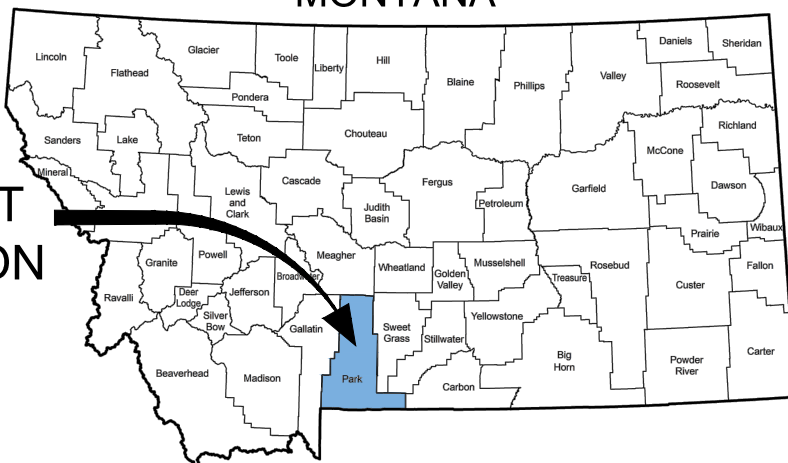 MONTANA
Lincoln
Flathead
Glacier
Toole
Liberty
Hill
Blaine
Phillips
Valley
Daniels
Sheridan
Roosevelt
Pondera
Teton
Chouteau
Sanders
Lake
Mineral
Lewis
and
Clark
Cascade
Judith
Basin
Fergus
Petroleum
Garfield
McCone
Richland
Dawson
Prairie
Wibaux
T
ON
Granite
Powell
Meagher
Broadwater
Wheatland
Golden
Valley
Musselshell
Treasure
Rosebud
Custer
Fallon
Ravalli
Deer
Lodge
Silver
Bow
Jefferson
Gallatin
Park
Sweet
Grass
Stillwater
Yellowstone
Beaverhead
Madison
Carbon
Big
Horn
Powder
River
Carter